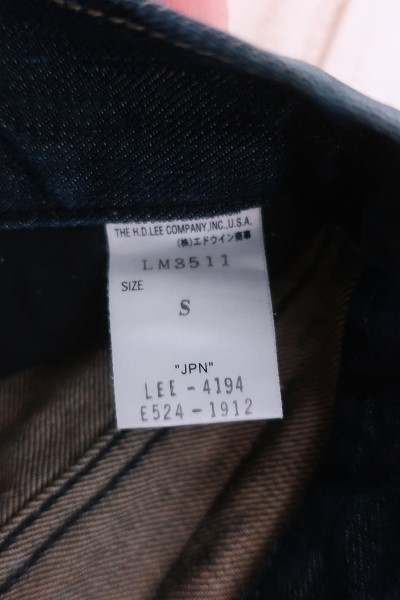 THE H.D.LEE COMPANY,INC.,U.S.A.
(株)エドウイン商事
LM3511
SIZE
S
"JPN"
LEE-4194
E524-1912